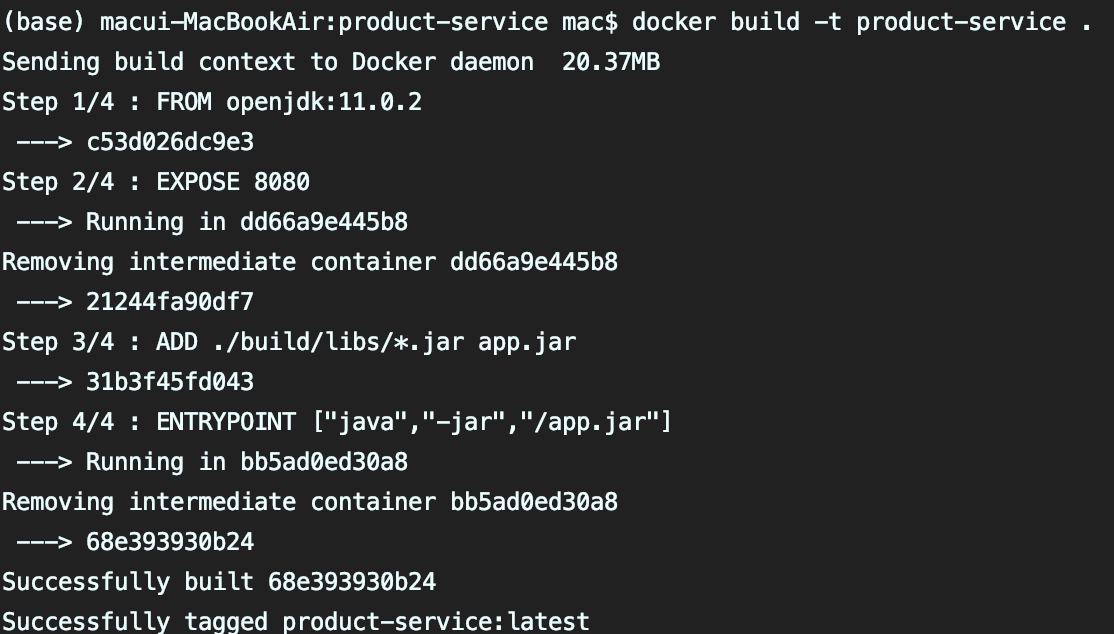 (base) macui-MacBookAir:product-service mac$ docker build -t product-service .
Sending build context to Docker daemon  20.37MB
Step 1/4 : FROM openjdk:11.0.2
 ---> c53d026dc9e3
Step 2/4 : EXPOSE 8080
 ---> Running in dd66a9e445b8
Removing intermediate container dd66a9e445b8
 ---> 21244fa90df7
Step 3/4 : ADD ./build/libs/*.jar app.jar
 ---> 31b3f45fd043
Step 4/4 : ENTRYPOINT ["java","-jar","/app.jar"]
 ---> Running in bb5ad0ed30a8
Removing intermediate container bb5ad0ed30a8
 ---> 68e393930b24
Successfully built 68e393930b24
Successfully tagged product-service:latest